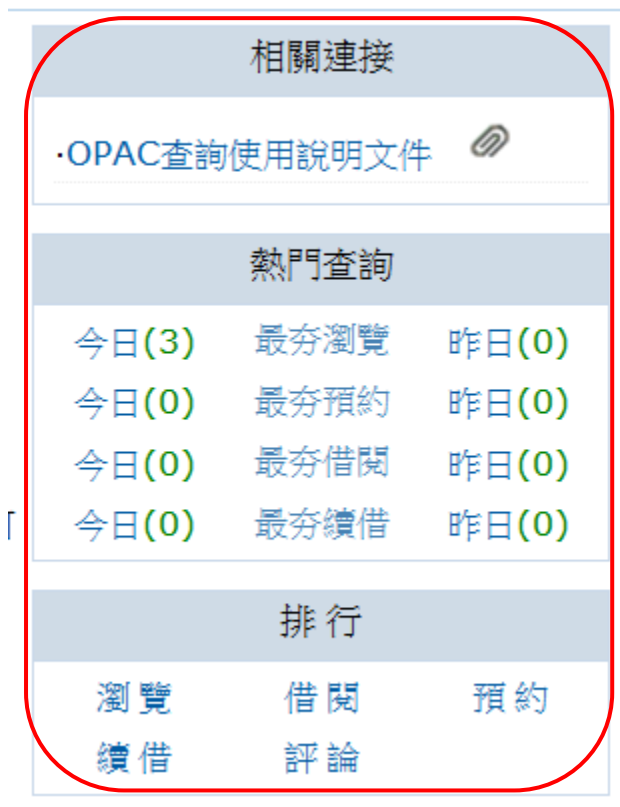 相關連接
·OPAC查詢使用說明文件
熱門查詢
今日(3) 最夯瀏覽 昨日(0)
今日(0) 最夯預約 昨日(0)
今日(0) 最夯借閱 昨日(0)
今日(0) 最夯續借 昨日(0)
排行
瀏覽 借閱 預約
續借 評論